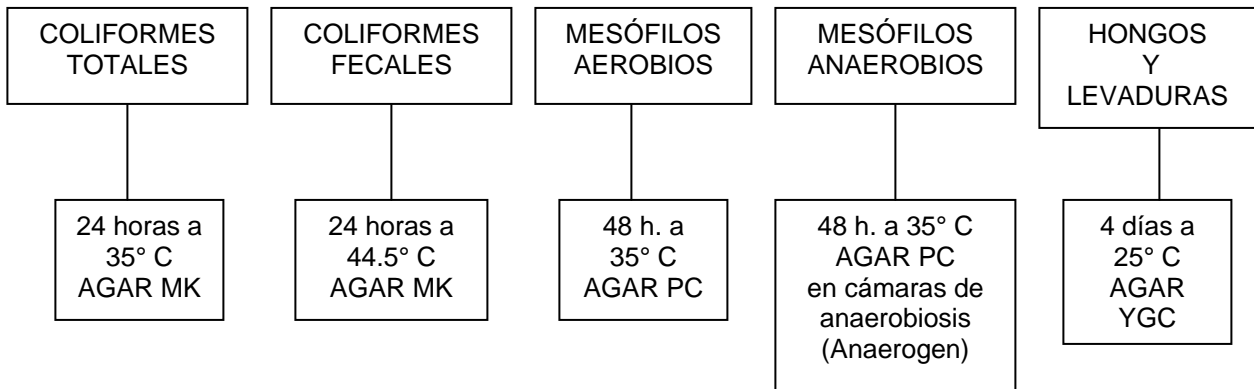 COLIFORMES
TOTALES
COLIFORMES
FECALES
MESÓFILOS
AEROBIOS
MESÓFILOS
ANAEROBIOS
HONGOS
Y
LEVADURAS
24 horas a
35° C
AGAR MK
24 horas a
44.5° C
AGAR MK
48 h. a
35° C
AGAR PC
48 h. a 35° C
AGAR PC
en cámaras de
anaerobiosis
(Anaerogen)
4 días a
25° C
AGAR
YGC